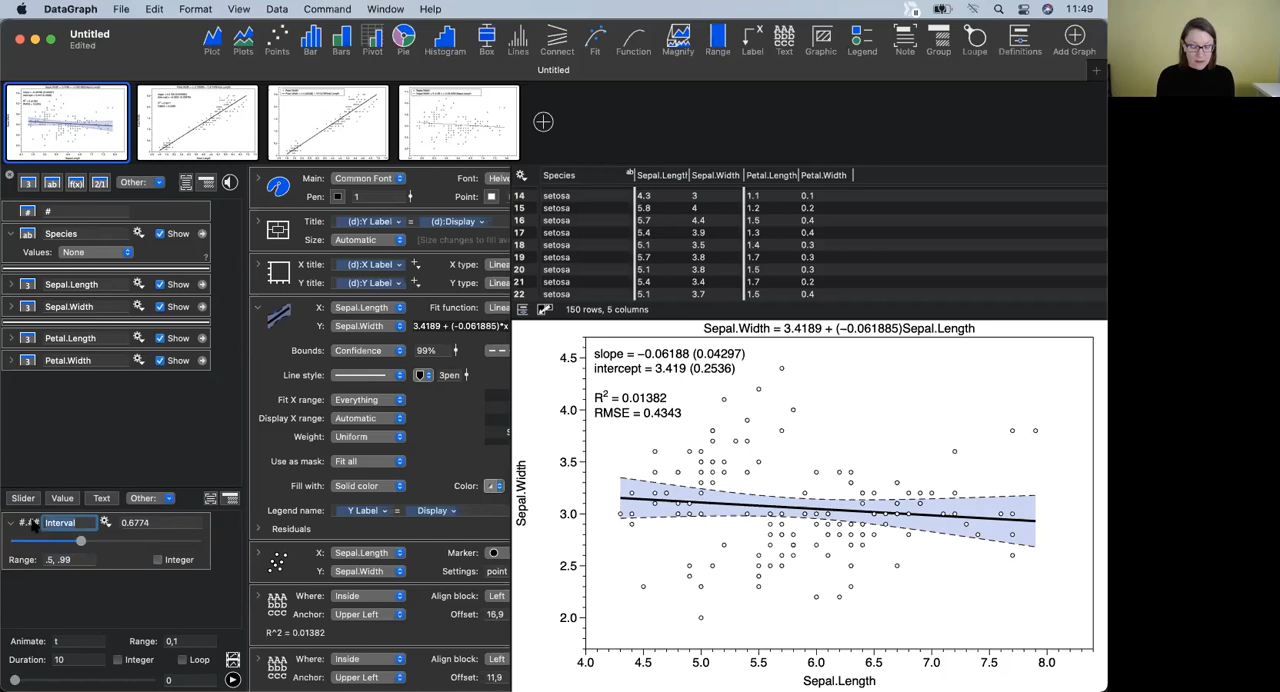 DataGraph File Edit Format View Data Command Window Help 11:49
Untitled
Edited
Plot Plots Points Bar Bars Pivot Pie Histogram Box Lines Connect Fit Function Magnify Range Label Text Graphic Legend Note Group Loupe Definitions Add Graph
Untitled
Other:
# #
ab Species Show
Values: None ?
Sepal.Length Show
Sepal.Width Show
Petal.Length Show
Petal.Width Show
Slider Value Text Other:
Interval 0.6774
Range: .5, .99 Integer
Animate: t Range: 0,1
Duration: 10 Integer Loop
0
Main: Common Font Font: Helve
Pen: 1 Point:
Title: (d):Y Label = (d):Display
Size: Automatic [Size changes to fill av
X title: (d):X Label X type: Linea
Y title: (d):Y Label Y type: Linea
X: Sepal.Length Fit function: Linea
Y: Sepal.Width 3.4189 + (-0.061885)*x
Bounds: Confidence 99%
Line style: 3pen
Fit X range: Everything
Display X range: Automatic
Weight: Uniform
Use as mask: Fit all
Fill with: Solid color Color:
Legend name: Y Label = Display
Residuals
X: Sepal.Length Marker:
Y: Sepal.Width Settings: point
Where: Inside Align block: Left
Anchor: Upper Left Offset: 16,9
R^2 = 0.01382
Where: Inside Align block: Left
Anchor: Upper Left Offset: 11,9
Species ab Sepal.Lengtl Sepal.Width Petal.Length Petal.Width
14 setosa 4.3 3 1.1 0.1
15 setosa 5.8 4 1.2 0.2
16 setosa 5.7 4.4 1.5 0.4
17 setosa 5.4 3.9 1.3 0.4
18 setosa 5.1 3.5 1.4 0.3
19 setosa 5.7 3.8 1.7 0.3
20 setosa 5.1 3.8 1.5 0.3
21 setosa 5.4 3.4 1.7 0.2
22 setosa 5.1 3.7 1.5 0.4
150 rows, 5 columns
Sepal.Width = 3.4189 + (-0.061885)Sepal.Length
slope = −0.06188 (0.04297)
intercept = 3.419 (0.2536)
R2 = 0.01382
RMSE = 0.4343
4.5
4.0
3.5
3.0
2.5
2.0
Sepal.Width
4.0 4.5 5.0 5.5 6.0 6.5 7.0 7.5 8.0
Sepal.Length